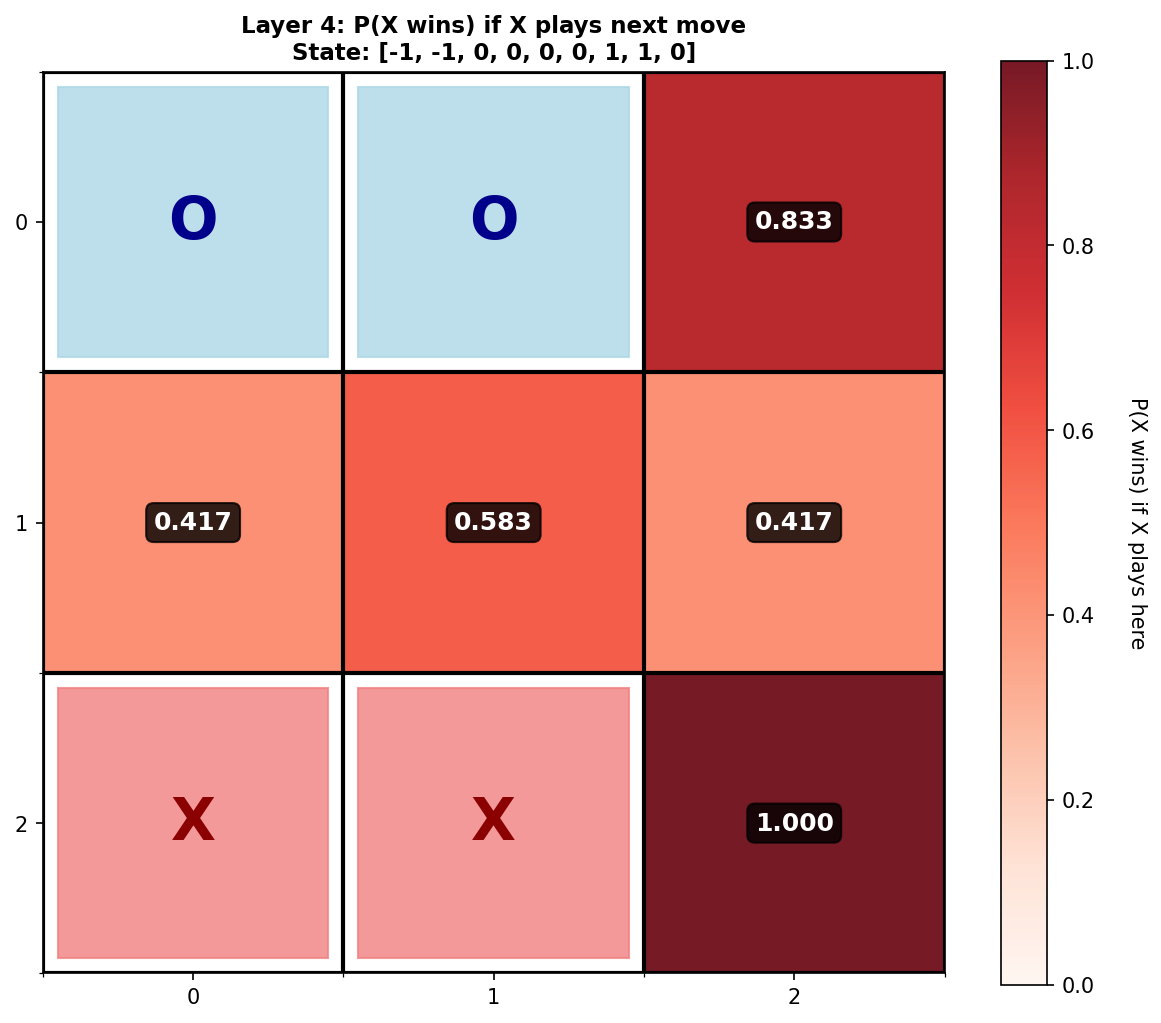 Layer 4: P(X wins) if X plays next move
State: [-1, -1, 0, 0, 0, 0, 1, 1, 0]
0
O
O
0.833
1
0.417
0.583
0.417
2
X
X
1.000
0
1
2
1.0
0.8
0.6
0.4
0.2
0.0
P(X wins) if X plays here